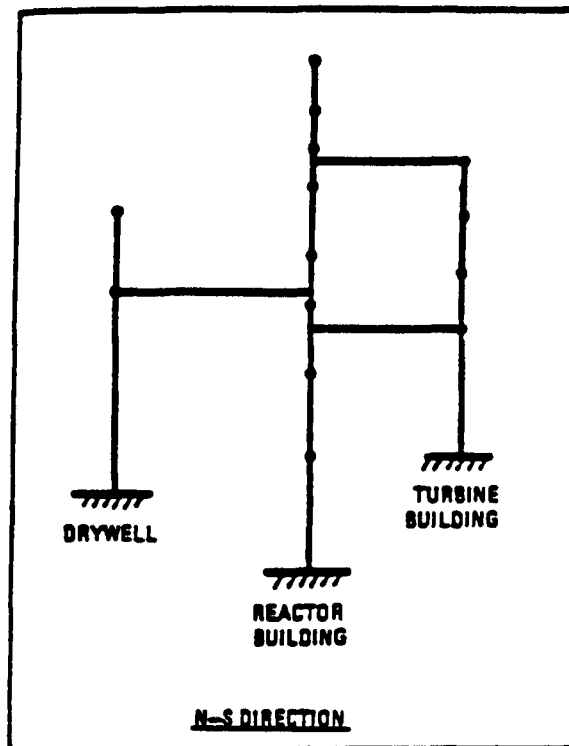 DRYWELL
TURBINE
BUILDING
REACTOR
BUILDING
N-S DIRECTION